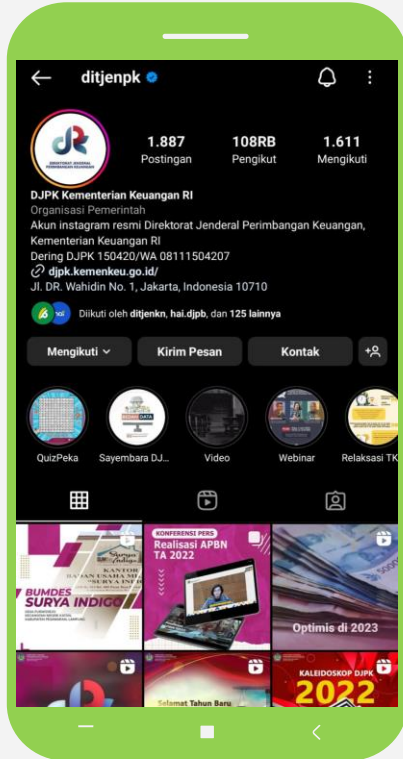 ditjenpk
1.887
Postingan
108RB
Pengikut
1.611
Mengikuti
DJPK Kementerian Keuangan RI
Organisasi Pemerintah
Akun instagram resmi Direktorat Jenderal Perimbangan Keuangan,
Kementerian Keuangan RI
Dering DJPK 150420/WA 08111504207
djpk.kemenkeu.go.id/
Jl. DR. Wahidin No. 1, Jakarta, Indonesia 10710
Diikuti oleh ditjenkn, hai.djpb, dan 125 lainnya
Mengikuti
Kirim Pesan
Kontak
QuizPeka
Sayembara DJ...
Video
Webinar
Relaksasi TK
Surya
Indigo
KANTOR
BUMDES
SURYA INDIGO
KONFERENSI PERS
Realisasi APBN
TA 2022
Optimis di 2023
Selamat Tahun Baru
KALEIDOSKOP DJPK
2022